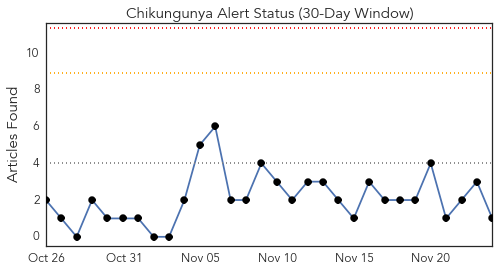 Chikungunya Alert Status (30-Day Window)
Articles Found
10
8
6
4
2
0
Oct 26 Oct 31 Nov 05 Nov 10 Nov 15 Nov 20